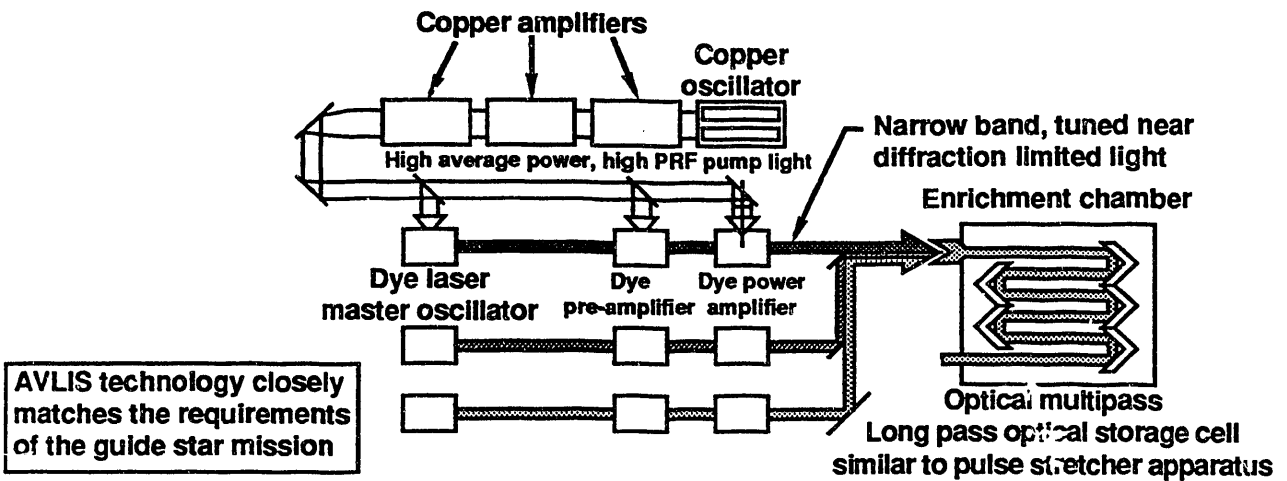 Copper amplifiers
Copper
oscillator
High average power, high PRF pump light
Narrow band, tuned near
diffraction limited light
Enrichment chamber
Dye laser
master oscillator
Dye
pre-amplifier
Dye power
amplifier
AVLIS technology closely
matches the requirements
of the guide star mission
Optical multipass
Long pass optical storage cell
similar to pulse stretcher apparatus